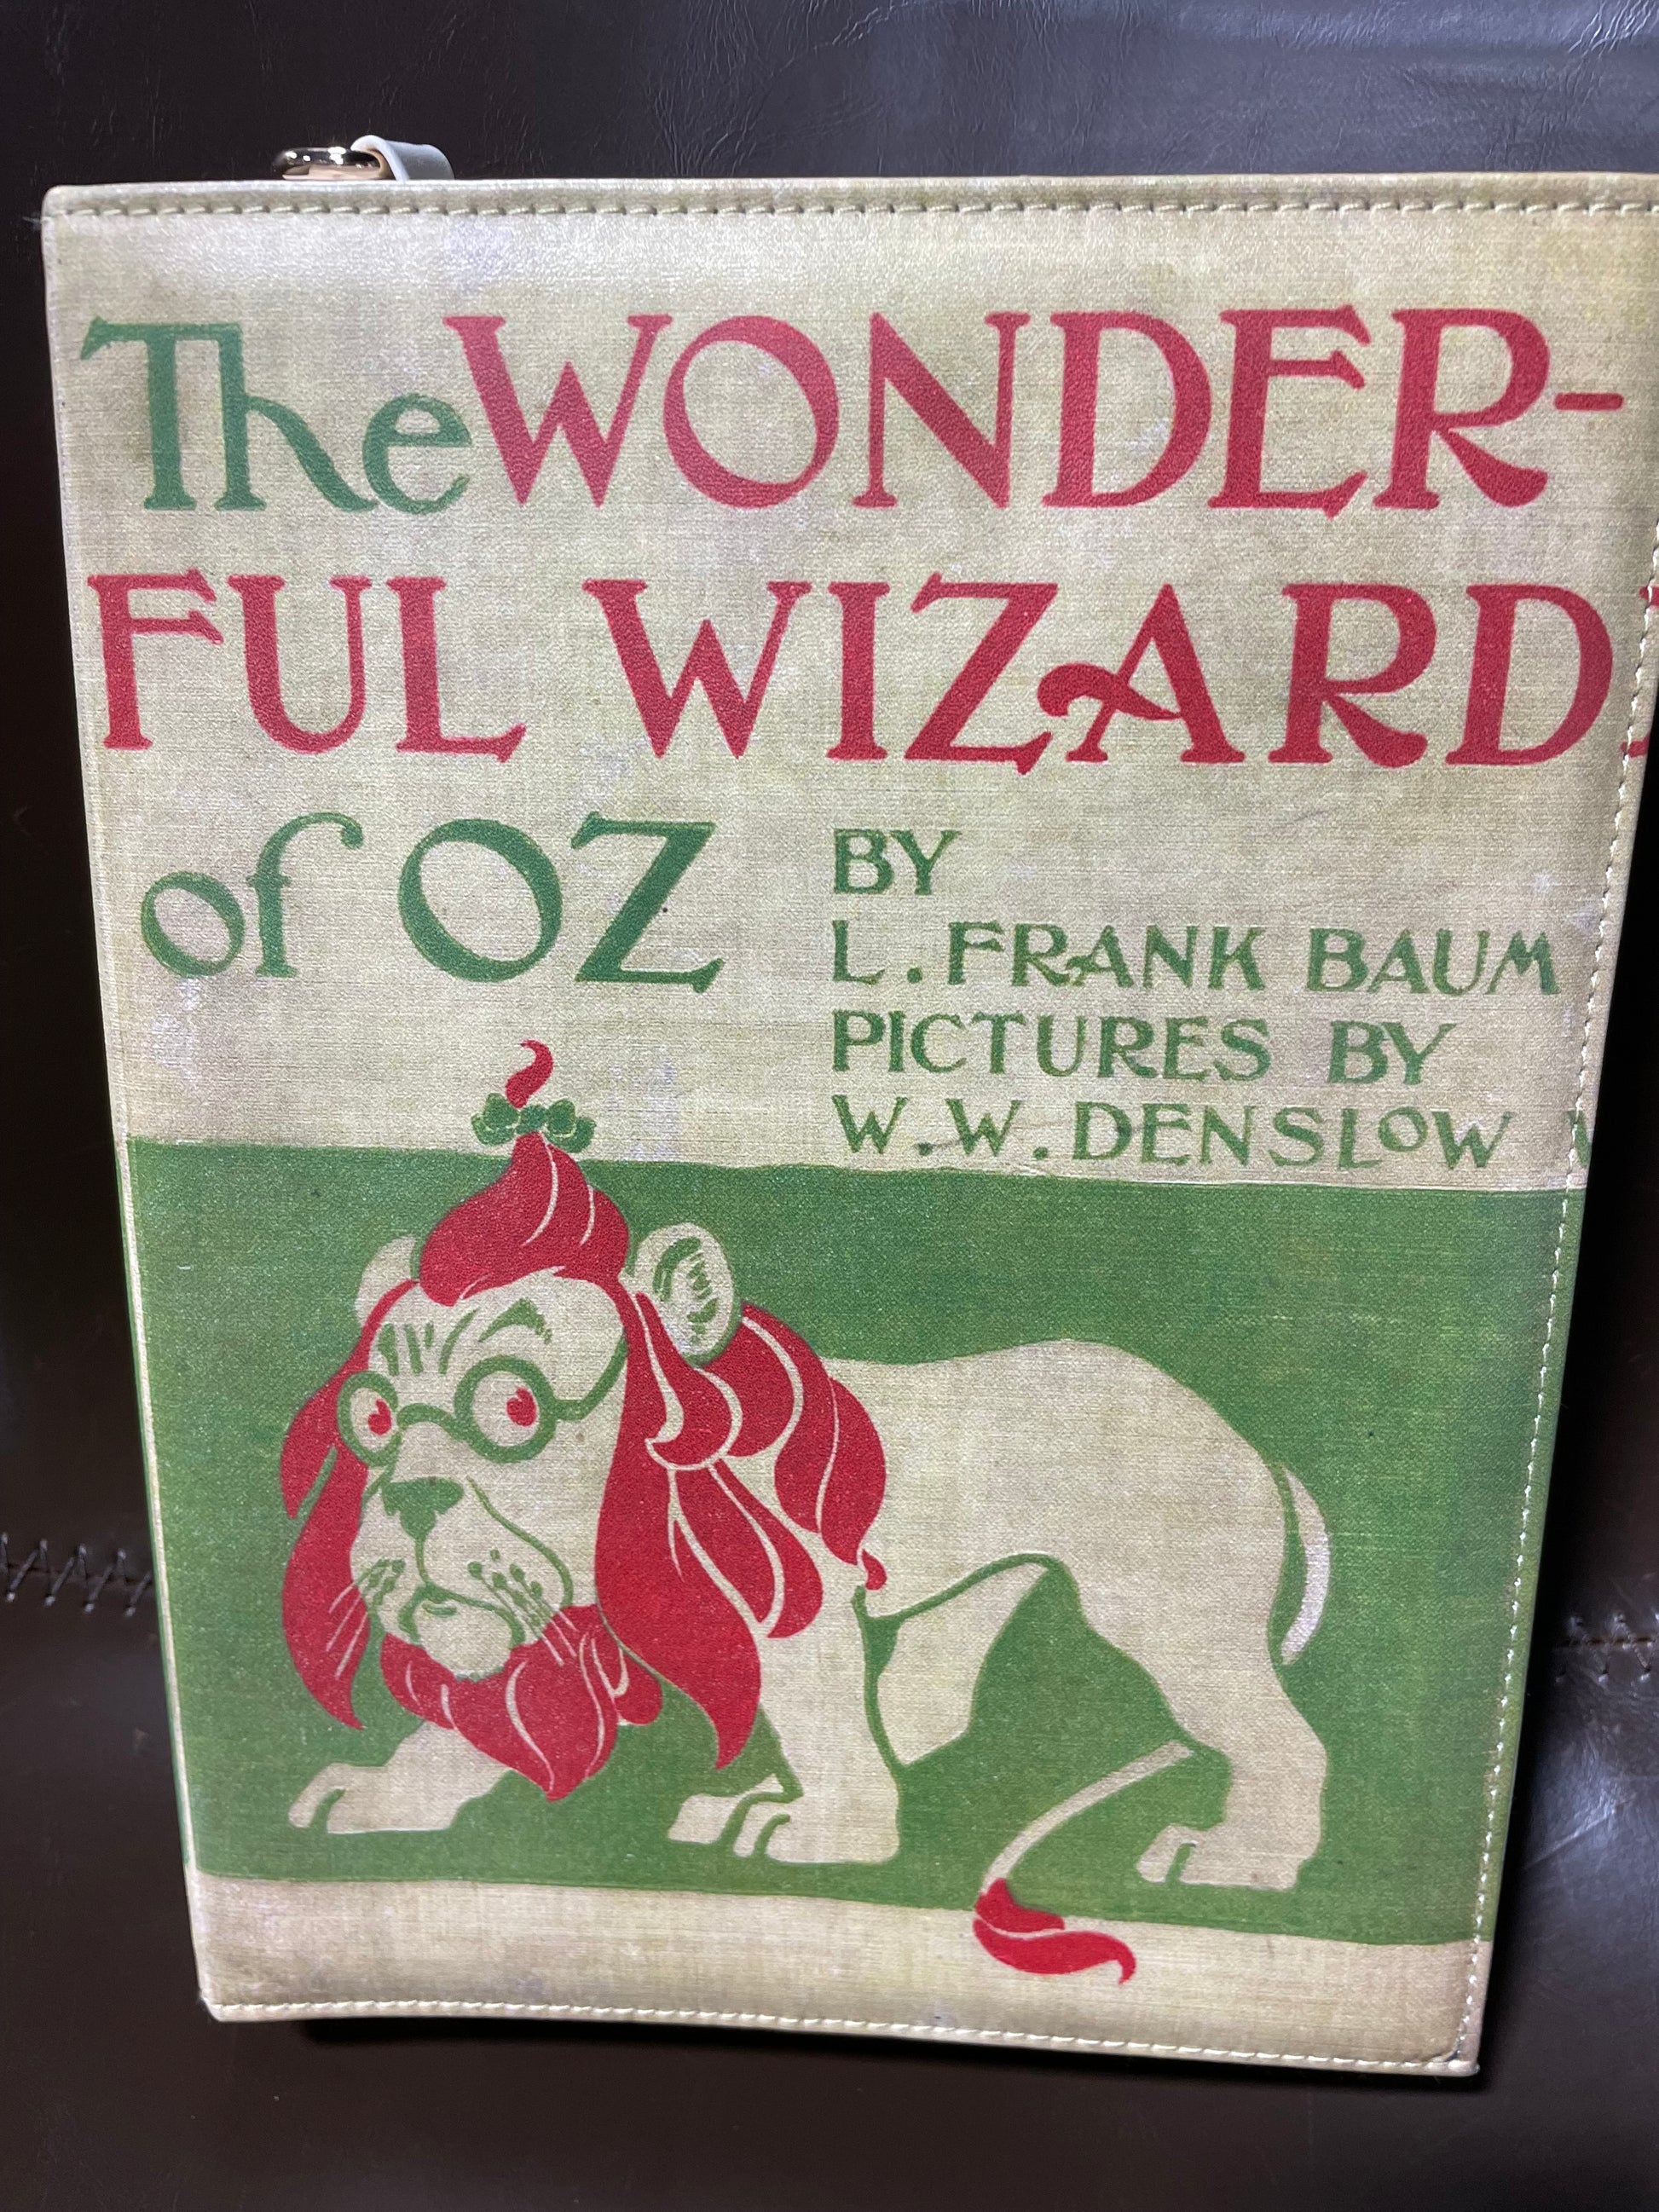 The WONDER-
FUL WIZARD
of OZ
BY
L. FRANK BAUM
PICTURES BY
W. W. DENSLOW